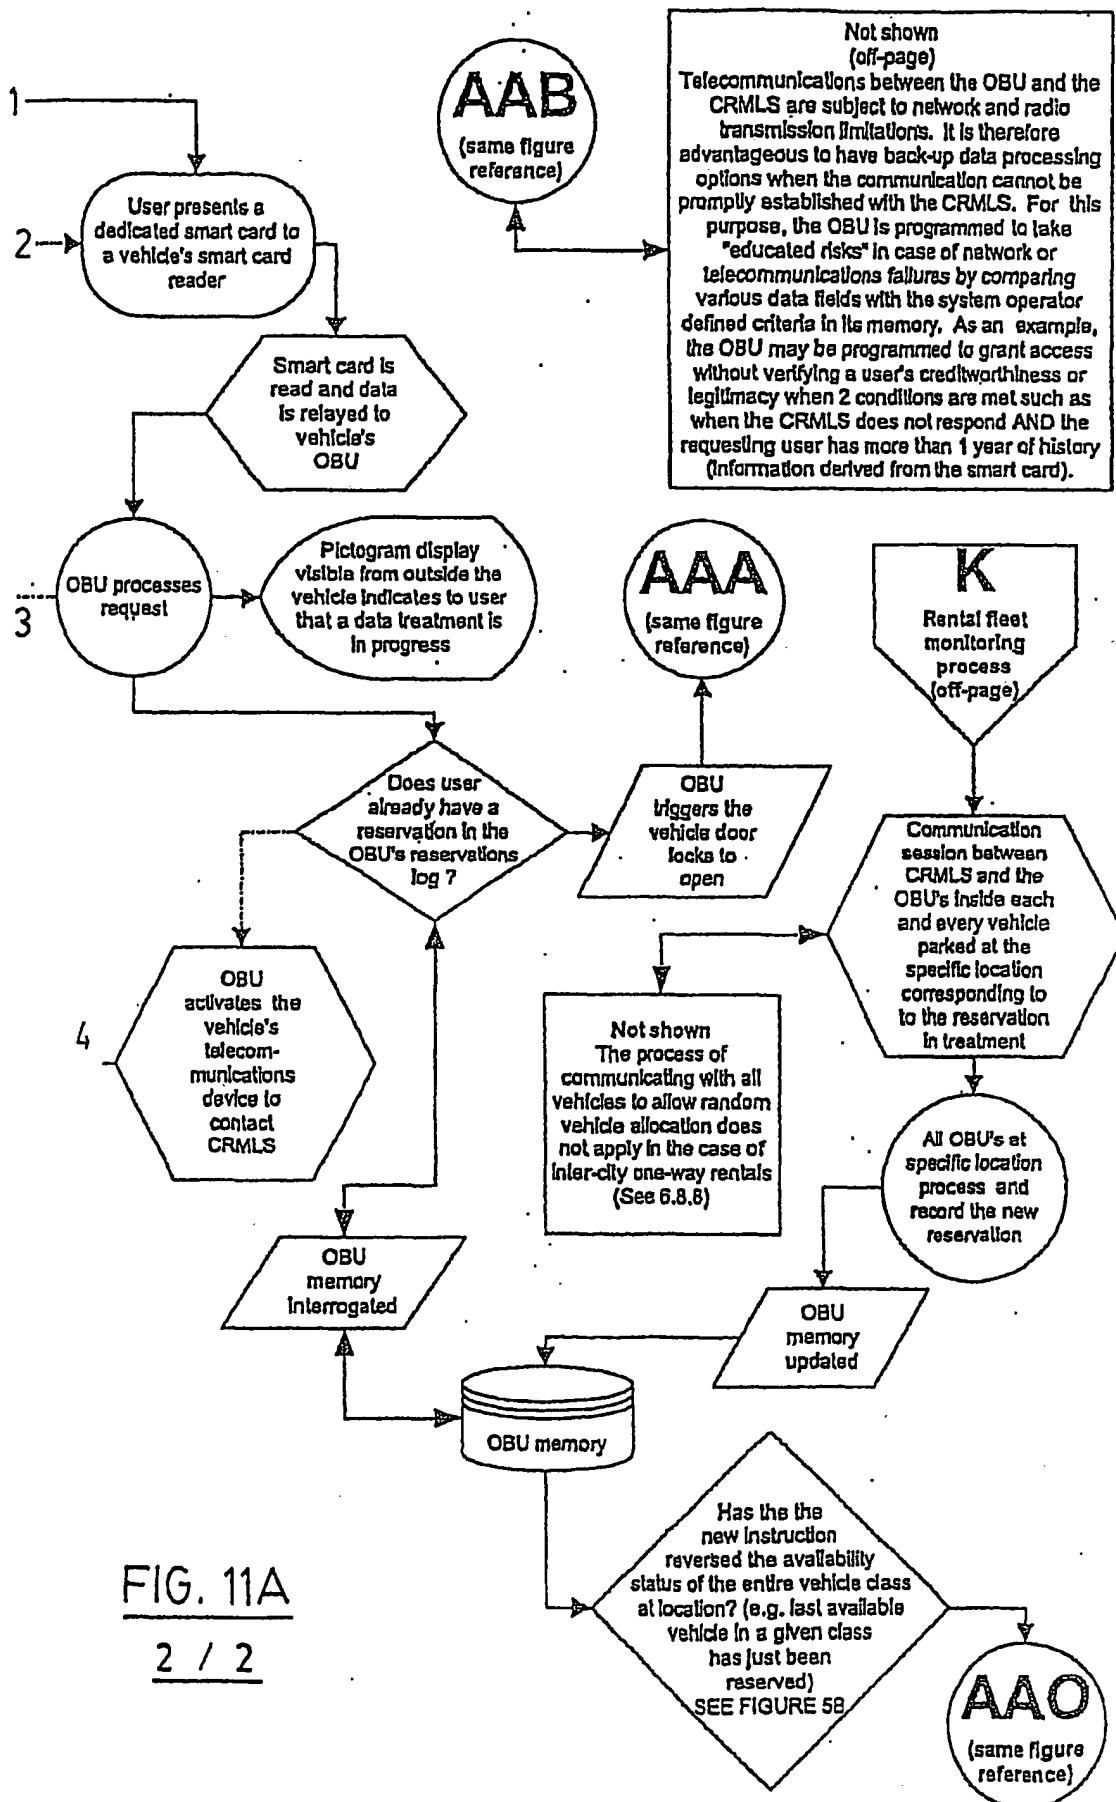 1
User presents a
dedicated smart card to
a vehicle's smart card
reader
2
Smart card is
read and data
is relayed to
vehicle's
OBU
AAB
(same figure
reference)
Not shown
(off-page)
Telecommunications between the OBU and the
CRMLS are subject to network and radio
transmission limitations. It is therefore
advantageous to have back-up data processing
options when the communication cannot be
promptly established with the CRMLS. For this
purpose, the OBU is programmed to take
"educated risks" in case of network or
telecommunications failures by comparing
various data fields with the system operator
defined criteria in its memory. As an example,
the OBU may be programmed to grant access
without verifying a user's creditworthiness or
legitimacy when 2 conditions are met such as
when the CRMLS does not respond AND the
requesting user has more than 1 year of history
(Information derived from the smart card).
OBU processes
request
3
Pictogram display
visible from outside the
vehicle indicates to user
that a data treatment is
in progress
AAA
(same figure
reference)
K
Rental fleet
monitoring
process
(off-page)
Does user
already have a
reservation in the
OBU's reservations
log ?
OBU
triggers the
vehicle door
locks to
open
Communication
session between
CRMLS and the
OBU's inside each
and every vehicle
parked at the
specific location
corresponding to
to the reservation
in treatment
4
OBU
activates the
vehicle's
telecom-
munications
device to
contact
CRMLS
Not shown
The process of
communicating with all
vehicles to allow random
vehicle allocation does
not apply in the case of
inter-city one-way rentals
(See 6.8.8)
All OBU's at
specific location
process and
record the new
reservation
OBU
memory
interrogated
OBU
memory
updated
OBU memory
Has the the
new instruction
reversed the availability
status of the entire vehicle class
at location? (e.g. last available
vehicle in a given class
has just been
reserved)
SEE FIGURE 5B
AAO
(same figure
reference)
FIG. 11A
2 / 2